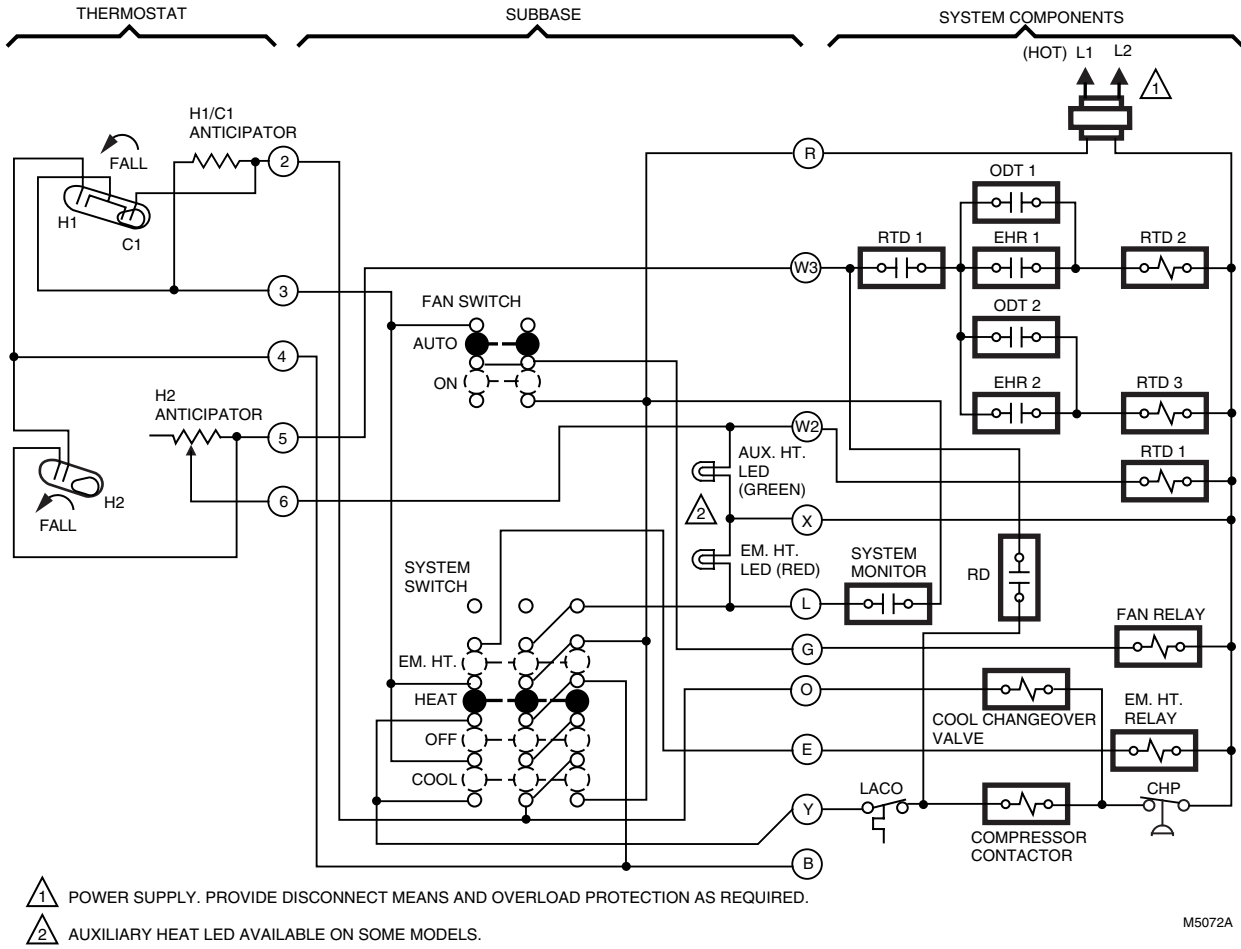 THERMOSTAT
SUBBASE
SYSTEM COMPONENTS
(HOT) L1 L2
1
H1/C1
ANTICIPATOR
FALL
2
H1
C1
R
ODT 1
RTD 1
EHR 1
RTD 2
W3
3
FAN SWITCH
AUTO
ON
ODT 2
4
EHR 2
RTD 3
H2
ANTICIPATOR
5
W2
AUX. HT.
LED
(GREEN)
RTD 1
H2
6
FALL
2
X
EM. HT.
LED (RED)
SYSTEM
MONITOR
RD
SYSTEM
SWITCH
L
FAN RELAY
G
EM. HT.
HEAT
O
COOL CHANGEOVER
VALVE
EM. HT.
RELAY
OFF
E
COOL
LACO
CHP
Y
COMPRESSOR
CONTACTOR
B
1 POWER SUPPLY. PROVIDE DISCONNECT MEANS AND OVERLOAD PROTECTION AS REQUIRED.
2 AUXILIARY HEAT LED AVAILABLE ON SOME MODELS.
M5072A